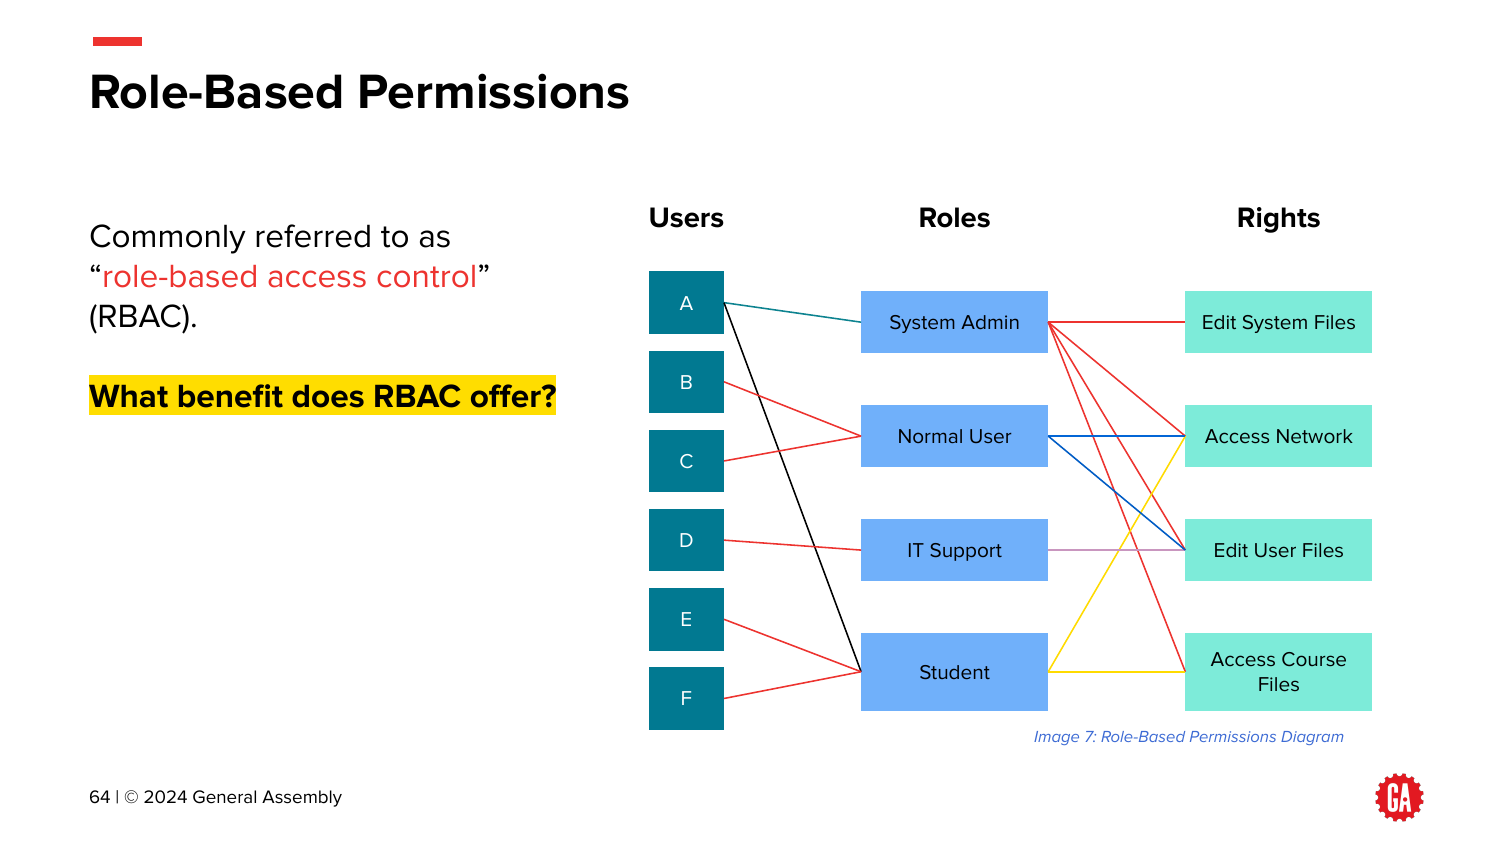 Role-Based Permissions
Commonly referred to as
“role-based access control”
(RBAC).
What benefit does RBAC offer?
Users
Roles
Rights
A
B
C
D
E
F
System Admin
Normal User
IT Support
Student
Edit System Files
Access Network
Edit User Files
Access Course
Files
Image 7: Role-Based Permissions Diagram
64 | © 2024 General Assembly
GA